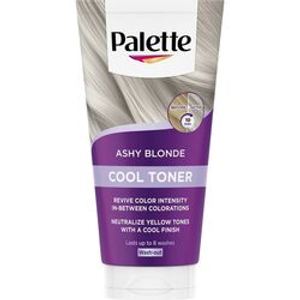 Palette
ASHY BLONDE
COOL TONER
REVIVE COLOR INTENSITY
IN-BETWEEN COLORATIONS
NEUTRALIZE YELLOW TONES
WITH A COOL FINISH
Lasts up to 8 washes
Wash-out